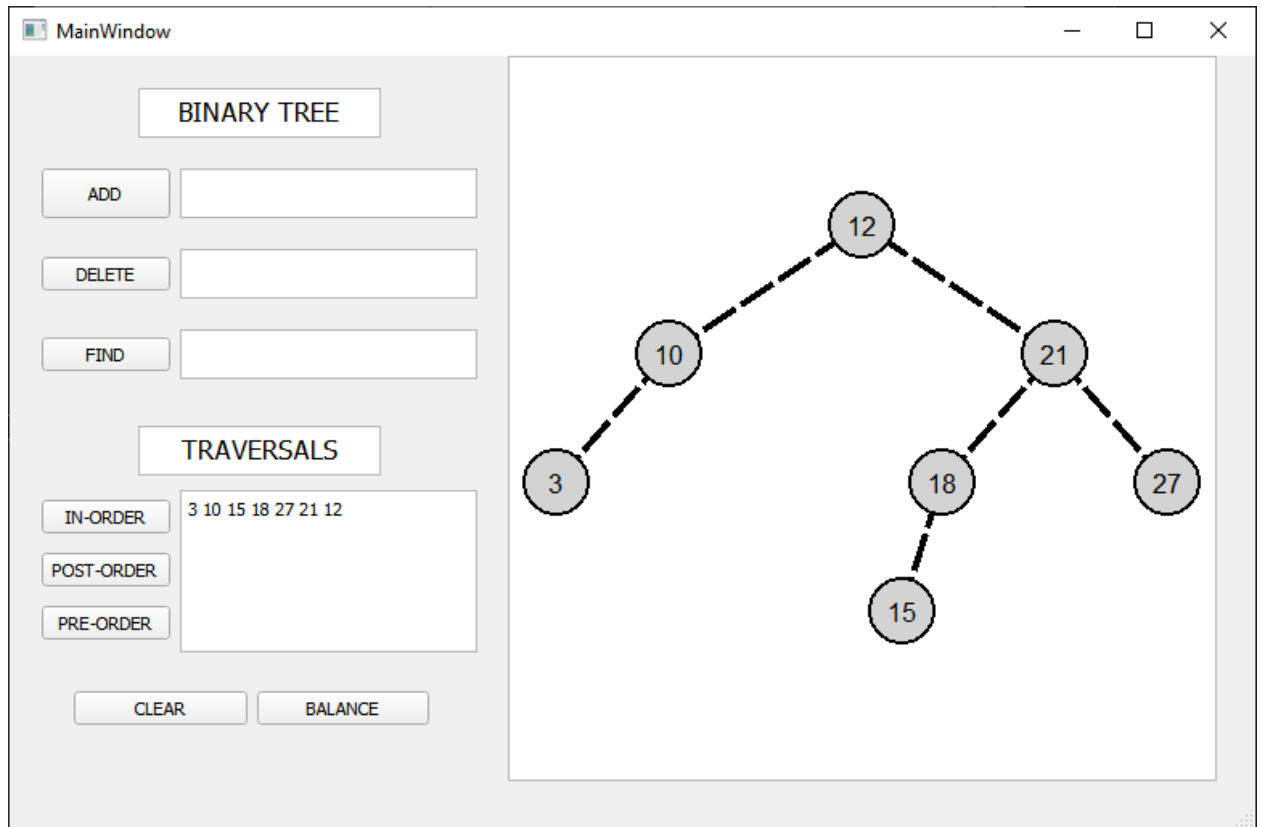 MainWindow
BINARY TREE
ADD
DELETE
FIND
TRAVERSALS
IN-ORDER
3 10 15 18 27 21 12
POST-ORDER
PRE-ORDER
CLEAR
BALANCE
12
10
21
3
18
27
15